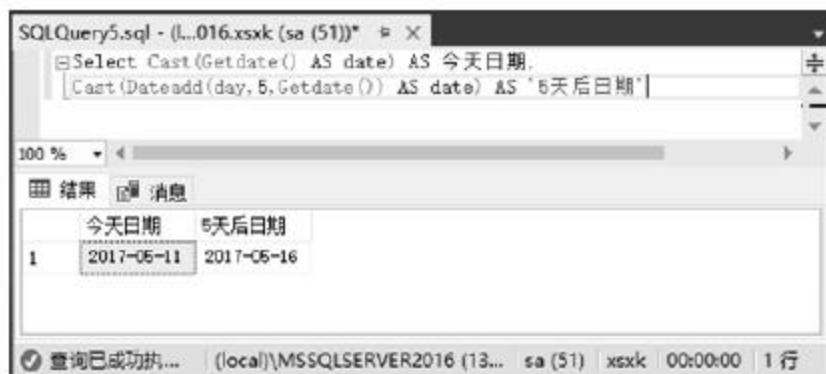 SQLQuery5.sql - (l...016.xsxk (sa (51))* ×
Select Cast(Getdate() AS date) AS 今天日期,
Cast(Dateadd(day,5,Getdate()) AS date) AS '5天后日期'
100 %
结果 消息
今天日期 5天后日期
1 2017-05-11 2017-05-16
查询已成功执... (local)\MSSQLSERVER2016 (13... sa (51) xsxk 00:00:00 1 行